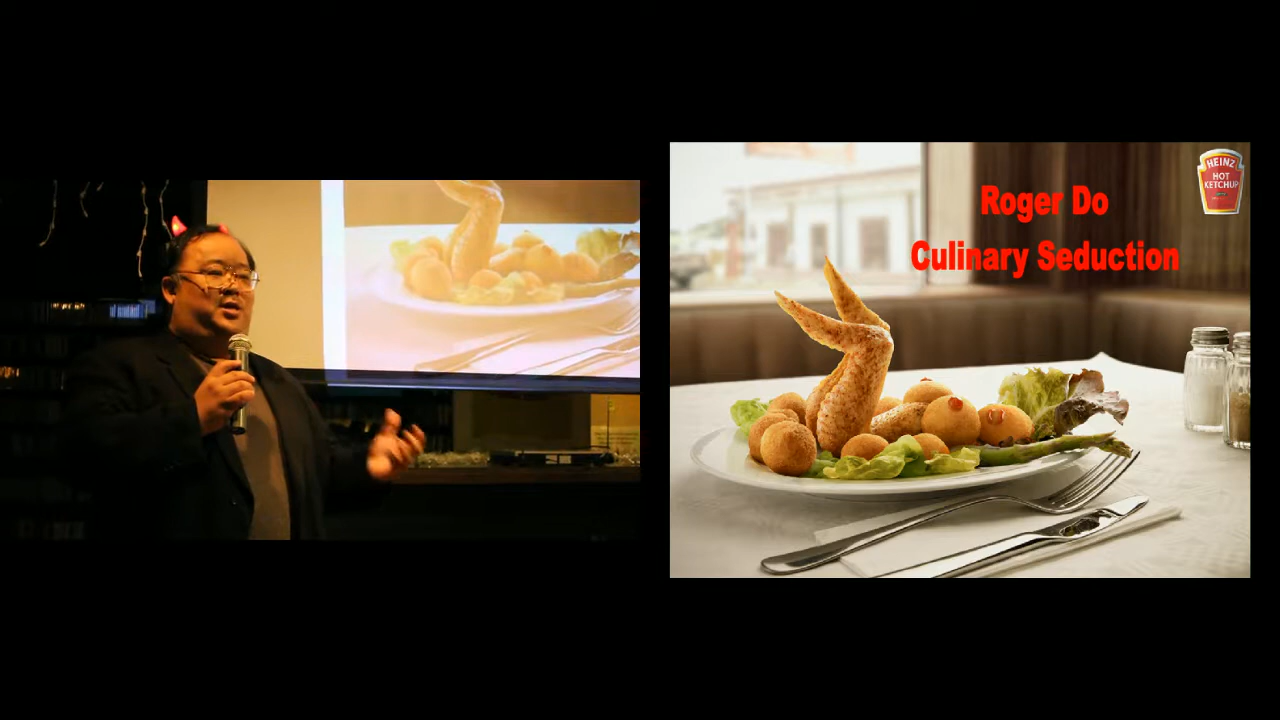 Roger Do
Culinary Seduction
HEINZ
HOT
KETCHUP